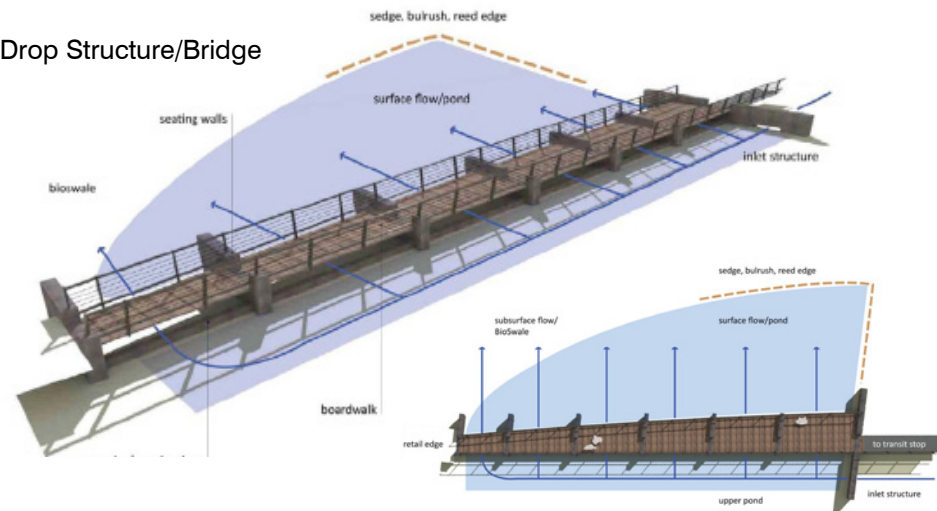 Drop Structure/Bridge
sedge, bulrush, reed edge
surface flow/pond
seating walls
bioswale
inlet structure
boardwalk
sedge, bulrush, reed edge
subsurface flow/
BioSwale
surface flow/pond
retail edge
to transit stop
inlet structure
upper pond